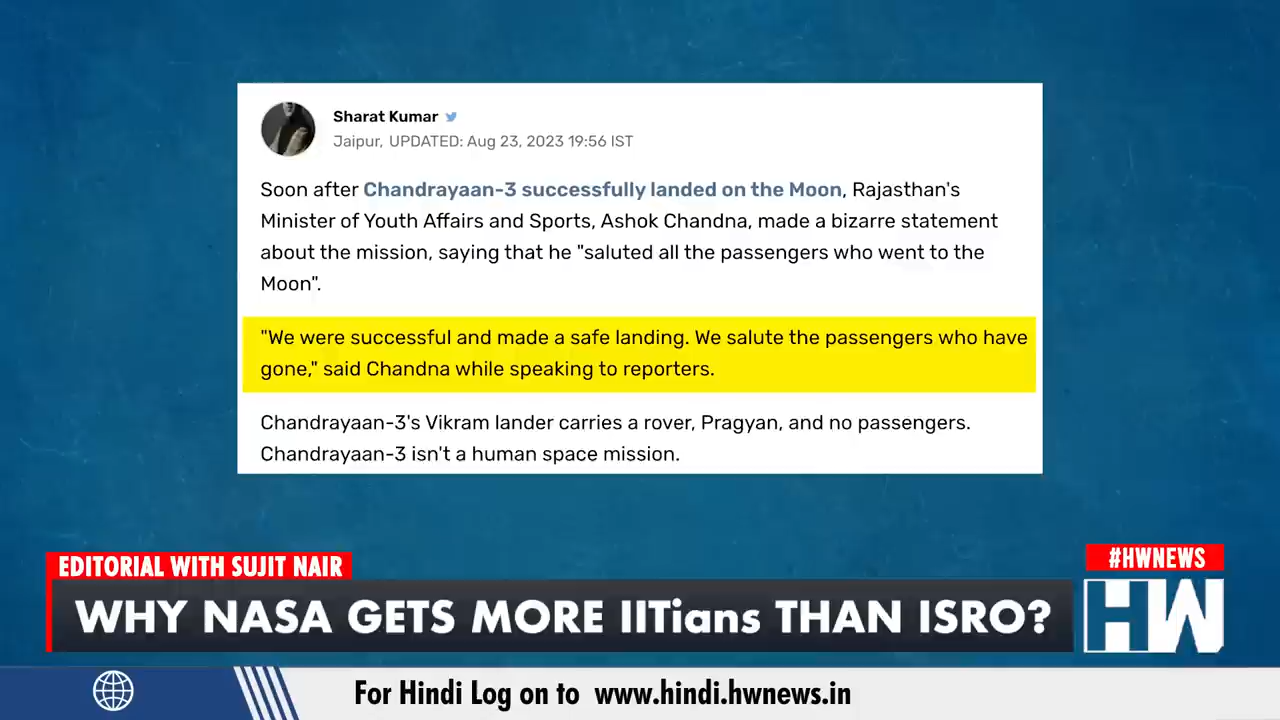 Sharat Kumar
Jaipur, UPDATED: Aug 23, 2023 19:56 IST
Soon after Chandrayaan-3 successfully landed on the Moon, Rajasthan's
Minister of Youth Affairs and Sports, Ashok Chandna, made a bizarre statement
about the mission, saying that he "saluted all the passengers who went to the
Moon".
"We were successful and made a safe landing. We salute the passengers who have
gone," said Chandna while speaking to reporters.
Chandrayaan-3's Vikram lander carries a rover, Pragyan, and no passengers.
Chandrayaan-3 isn't a human space mission.
EDITORIAL WITH SUJIT NAIR
#HWNEWS
WHY NASA GETS MORE IITians THAN ISRO?
HW
For Hindi Log on to www.hindi.hwnews.in